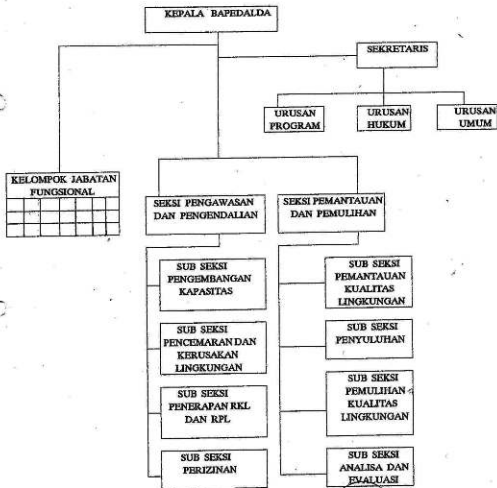 KEPALA BAPEDALDA
SEKRETARIS
URUSAN
PROGRAM
URUSAN
HUKUM
URUSAN
UMUM
KELOMPOK JABATAN
FUNGSIONAL
SEKSI PENGAWASAN
DAN PENGENDALIAN
SEKSI PEMANTAUAN
DAN PEMULIHAN
SUB SEKSI
PENGEMBANGAN
KAPASITAS
SUB SEKSI
PENCEMARAN DAN
KERUSAKAN
LINGKUNGAN
SUB SEKSI
PENERAPAN RKL
DAN RPL
SUB SEKSI
PERIZINAN
SUB SEKSI
PEMANTAUAN
KUALITAS
LINGKUNGAN
SUB SEKSI
PENYULUHAN
SUB SEKSI
PEMULIHAN
KUALITAS
LINGKUNGAN
SUB SEKSI
ANALISA DAN
EVALUASI